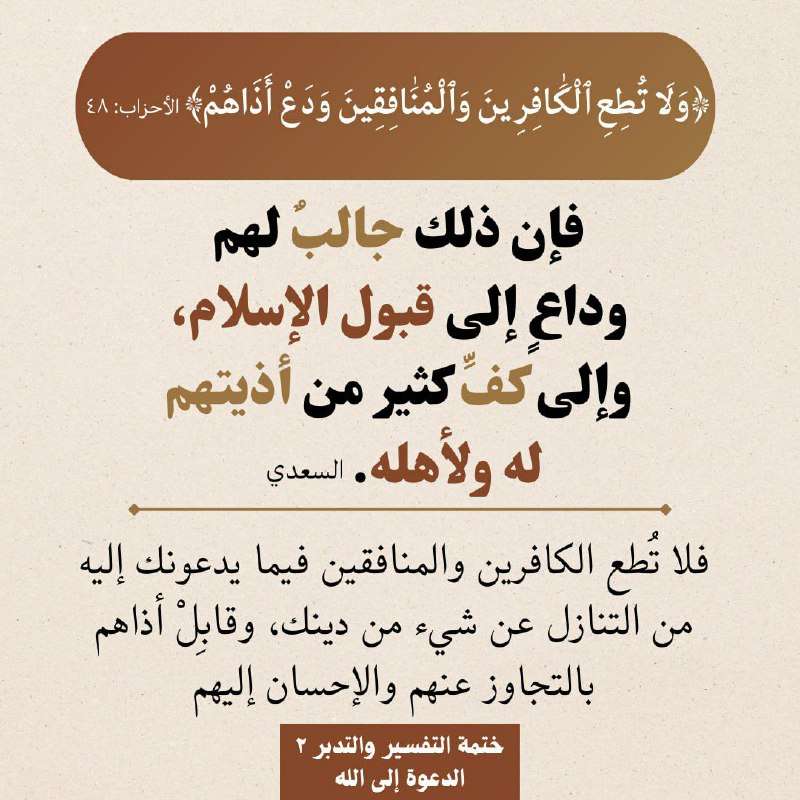 ﴿وَلَا تُطِعِ ٱلْكَٰفِرِينَ وَٱلْمُنَٰفِقِينَ وَدَعْ أَذَاهُمْ﴾ الأحزاب: ٤٨
فإن ذلك جالبٌ لهم
وداعٍ إلى قبول الإسلام،
وإلى كفِّ كثير من أذيتهم
له ولأهله. السعدي
فلا تُطع الكافرين والمنافقين فيما يدعونك إليه
من التنازل عن شيء من دينك، وقابِلْ أذاهم
بالتجاوز عنهم والإحسان إليهم
ختمة التفسير والتدبر ٢
الدعوة إلى الله